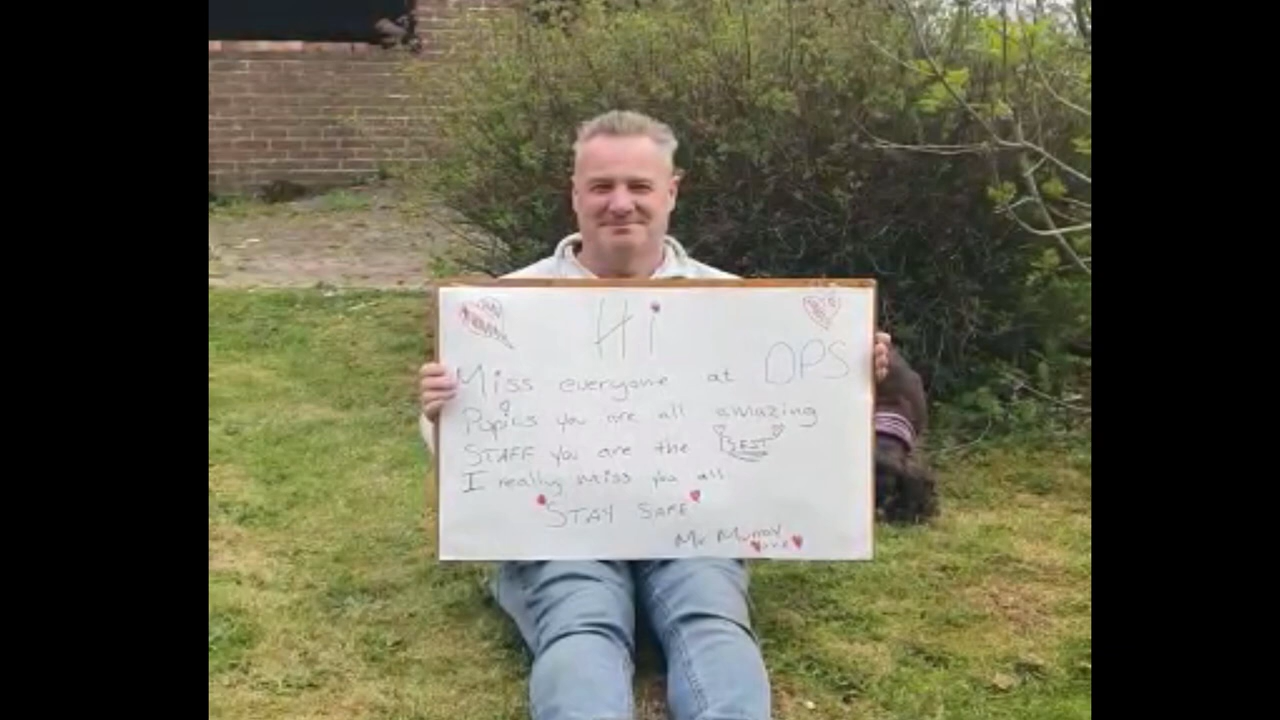 Hi
Miss everyone at OPS
Pupils you are all amazing
STAFF you are the BEST
I really miss you all
"STAY SAFE"
Mr Murray